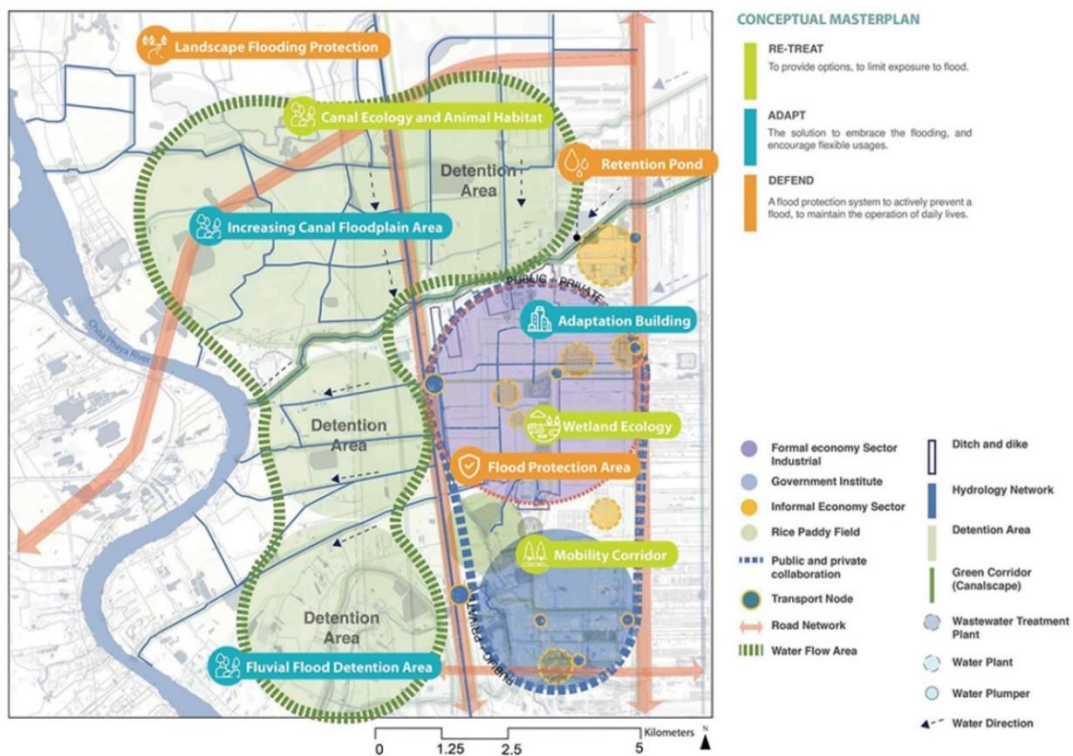 CONCEPTUAL MASTERPLAN
RE-TREAT
To provide options, to limit exposure to flood.
ADAPT
The solution to embrace the flooding, and
encourage flexible usages.
DEFEND
A flood protection system to actively prevent a
flood, to maintain the operation of daily lives.
Landscape Flooding Protection
Canal Ecology and Animal Habitat
Detention
Area
Retention Pond
Increasing Canal Floodplain Area
PUBLIC - PRIVATE
Adaptation Building
Choa Phaya River
Detention
Area
Wetland Ecology
Flood Protection Area
Mobility Corridor
Detention
Area
PUBLIC - PRIVATE
Fluvial Flood Detention Area
Kilometers
0 1.25 2.5 5
N
Formal economy Sector
Industrial
Government Institute
Informal Economy Sector
Rice Paddy Field
Public and private
collaboration
Transport Node
Road Network
Water Flow Area
Ditch and dike
Hydrology Network
Detention Area
Green Corridor
(Canalscape)
Wastewater Treatment
Plant
Water Plant
Water Plumper
Water Direction